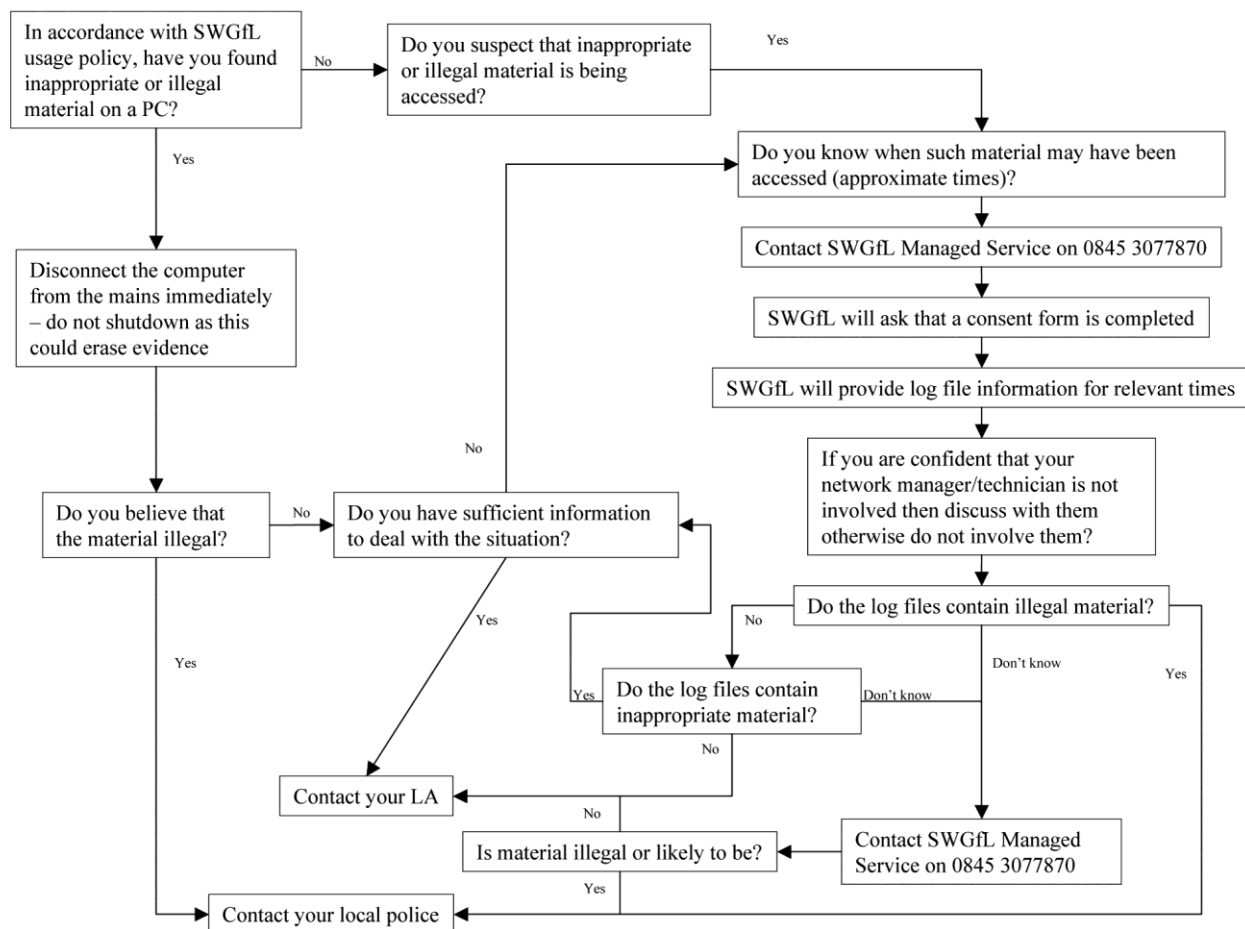 In accordance with SWGfL
usage policy, have you found
inappropriate or illegal
material on a PC?
No
Do you suspect that inappropriate
or illegal material is being
accessed?
Yes
Yes
Do you know when such material may have been
accessed (approximate times)?
Contact SWGfL Managed Service on 0845 3077870
Disconnect the computer
from the mains immediately
– do not shutdown as this
could erase evidence
SWGfL will ask that a consent form is completed
SWGfL will provide log file information for relevant times
No
If you are confident that your
network manager/technician is not
involved then discuss with them
otherwise do not involve them?
Do you believe that
the material illegal?
No
Do you have sufficient information
to deal with the situation?
Yes
Do the log files contain illegal material?
No
Yes
Don't know
Yes
Yes
Do the log files contain
inappropriate material?
Don't know
No
Contact your LA
No
Is material illegal or likely to be?
Contact SWGfL Managed
Service on 0845 3077870
Yes
Contact your local police